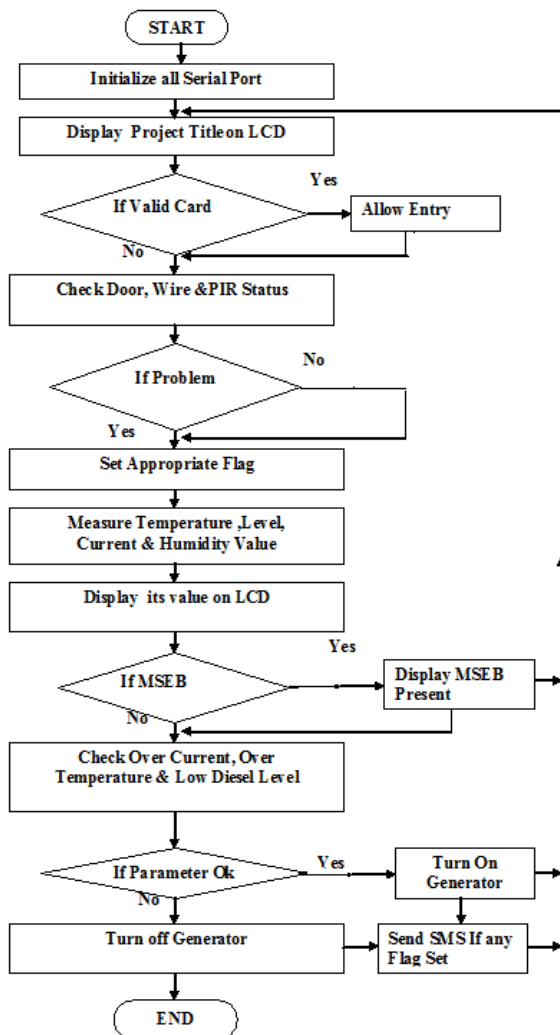 START
Initialize all Serial Port
Display Project Title on LCD
If Valid Card
Yes
Allow Entry
No
Check Door, Wire &PIR Status
If Problem
No
Yes
Set Appropriate Flag
Measure Temperature ,Level,
Current & Humidity Value
Display its value on LCD
If MSEB
Yes
Display MSEB
Present
No
Check Over Current, Over
Temperature & Low Diesel Level
If Parameter Ok
Yes
Turn On
Generator
No
Turn off Generator
Send SMS If any
Flag Set
END